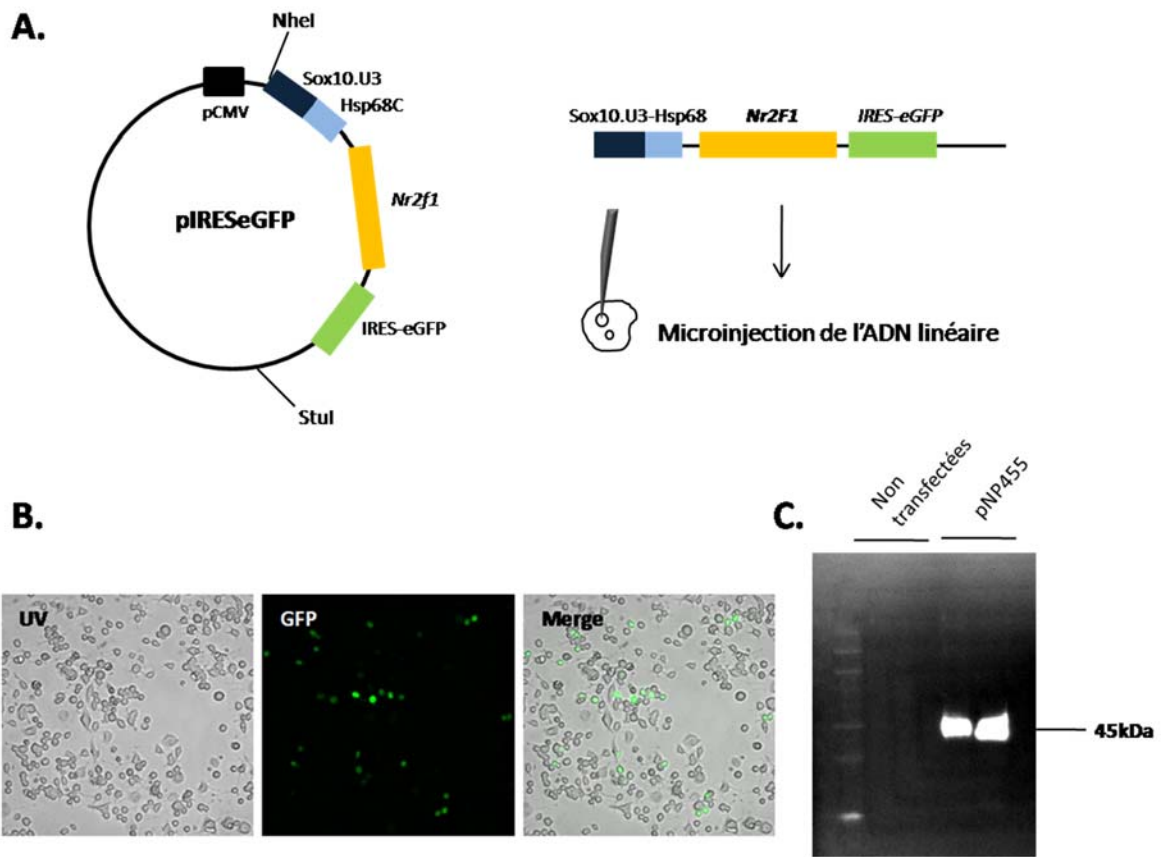 A.
NheI
Sox10.U3
Hsp68C
pCMV
Nr2f1
pIRESeGFP
IRES-eGFP
StuI
Sox10.U3-Hsp68
Nr2F1
IRES-eGFP
Microinjection de l'ADN linéaire
B.
UV
GFP
Merge
C.
Non
transfectées
pNP455
45kDa